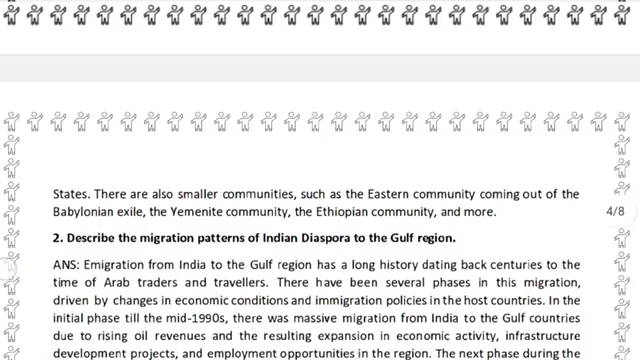 States. There are also smaller communities, such as the Eastern community coming out of the
Babylonian exile, the Yemenite community, the Ethiopian community, and more.
4/8
2. Describe the migration patterns of Indian Diaspora to the Gulf region.
ANS: Emigration from India to the Gulf region has a long history dating back centuries to the
time of Arab traders and travellers. There have been several phases in this migration,
driven by changes in economic conditions and immigration policies in the host countries. In the
initial phase till the mid-1990s, there was massive migration from India to the Gulf countries
due to rising oil revenues and the resulting expansion in economic activity, infrastructure
development projects, and employment opportunities in the region. The next phase during the